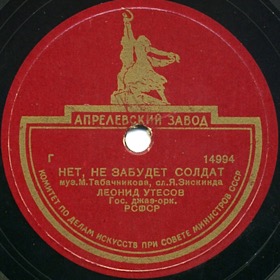 АПРЕЛЕВСКИЙ ЗАВОД
Г 14994
НЕТ, НЕ ЗАБУДЕТ СОЛДАТ
муз.М.Табачникова, сл.Я.Зискинда
ЛЕОНИД УТЕСОВ
Гос. джаз-орк.
РСФСР
КОМИТЕТ ПО ДЕЛАМ ИСКУССТВ ПРИ СОВЕТЕ МИНИСТРОВ СССР